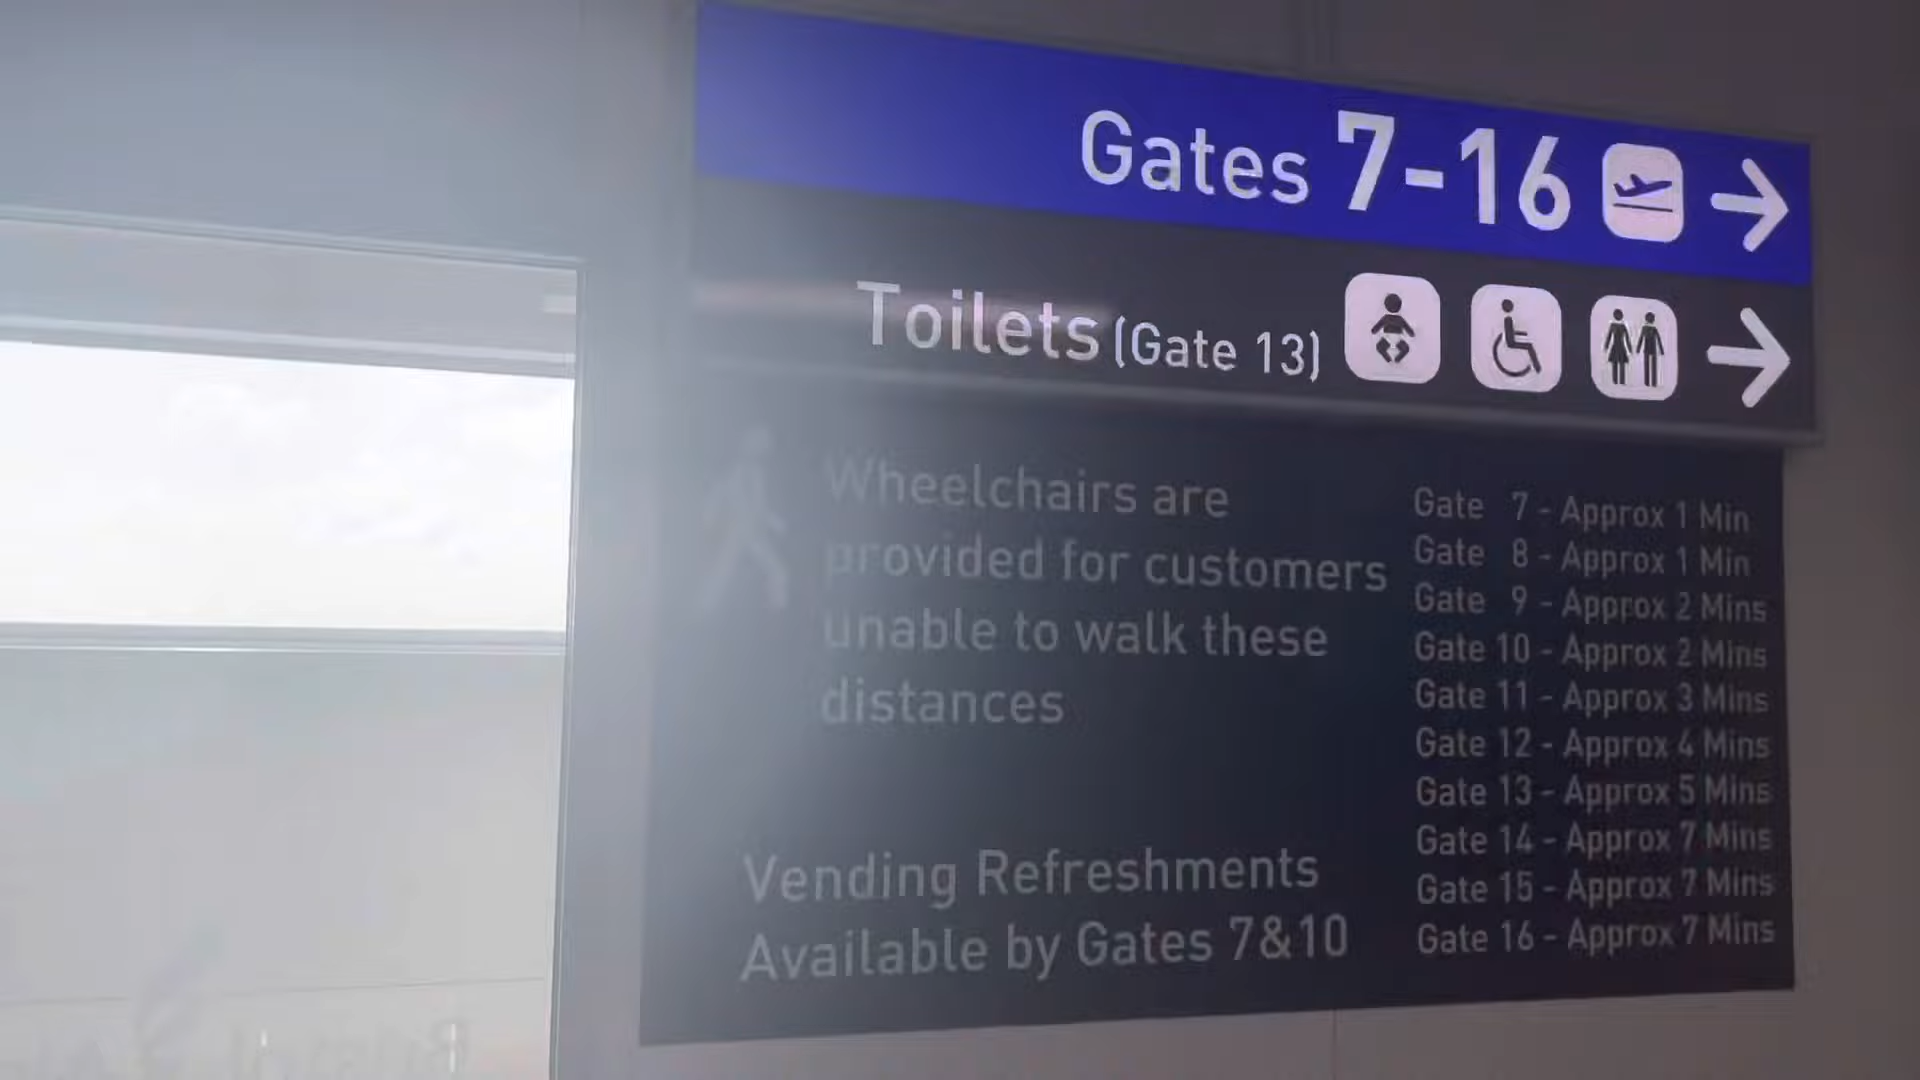 Gates 7-16
Toilets (Gate 13)
Wheelchairs are
provided for customers
unable to walk these
distances
Vending Refreshments
Available by Gates 7&10
Gate 7 - Approx 1 Min
Gate 8 - Approx 1 Min
Gate 9 - Approx 2 Mins
Gate 10 - Approx 2 Mins
Gate 11 - Approx 3 Mins
Gate 12 - Approx 4 Mins
Gate 13 - Approx 5 Mins
Gate 14 - Approx 7 Mins
Gate 15 - Approx 7 Mins
Gate 16 - Approx 7 Mins